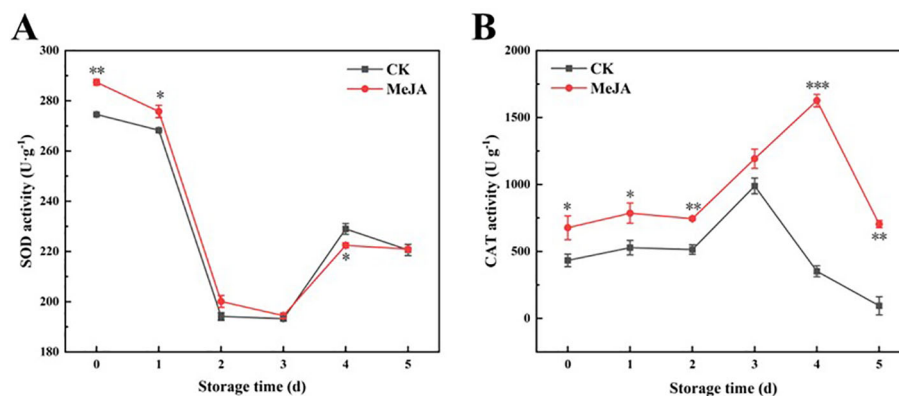 A
300
280
260
240
220
200
180
SOD activity (U·g⁻¹)
CK
MeJA
**
*
*
0 1 2 3 4 5
Storage time (d)
B
2000
1500
1000
500
0
CAT activity (U g⁻¹)
CK
MeJA
*
*
**
***
**
0 1 2 3 4 5
Storage time (d)